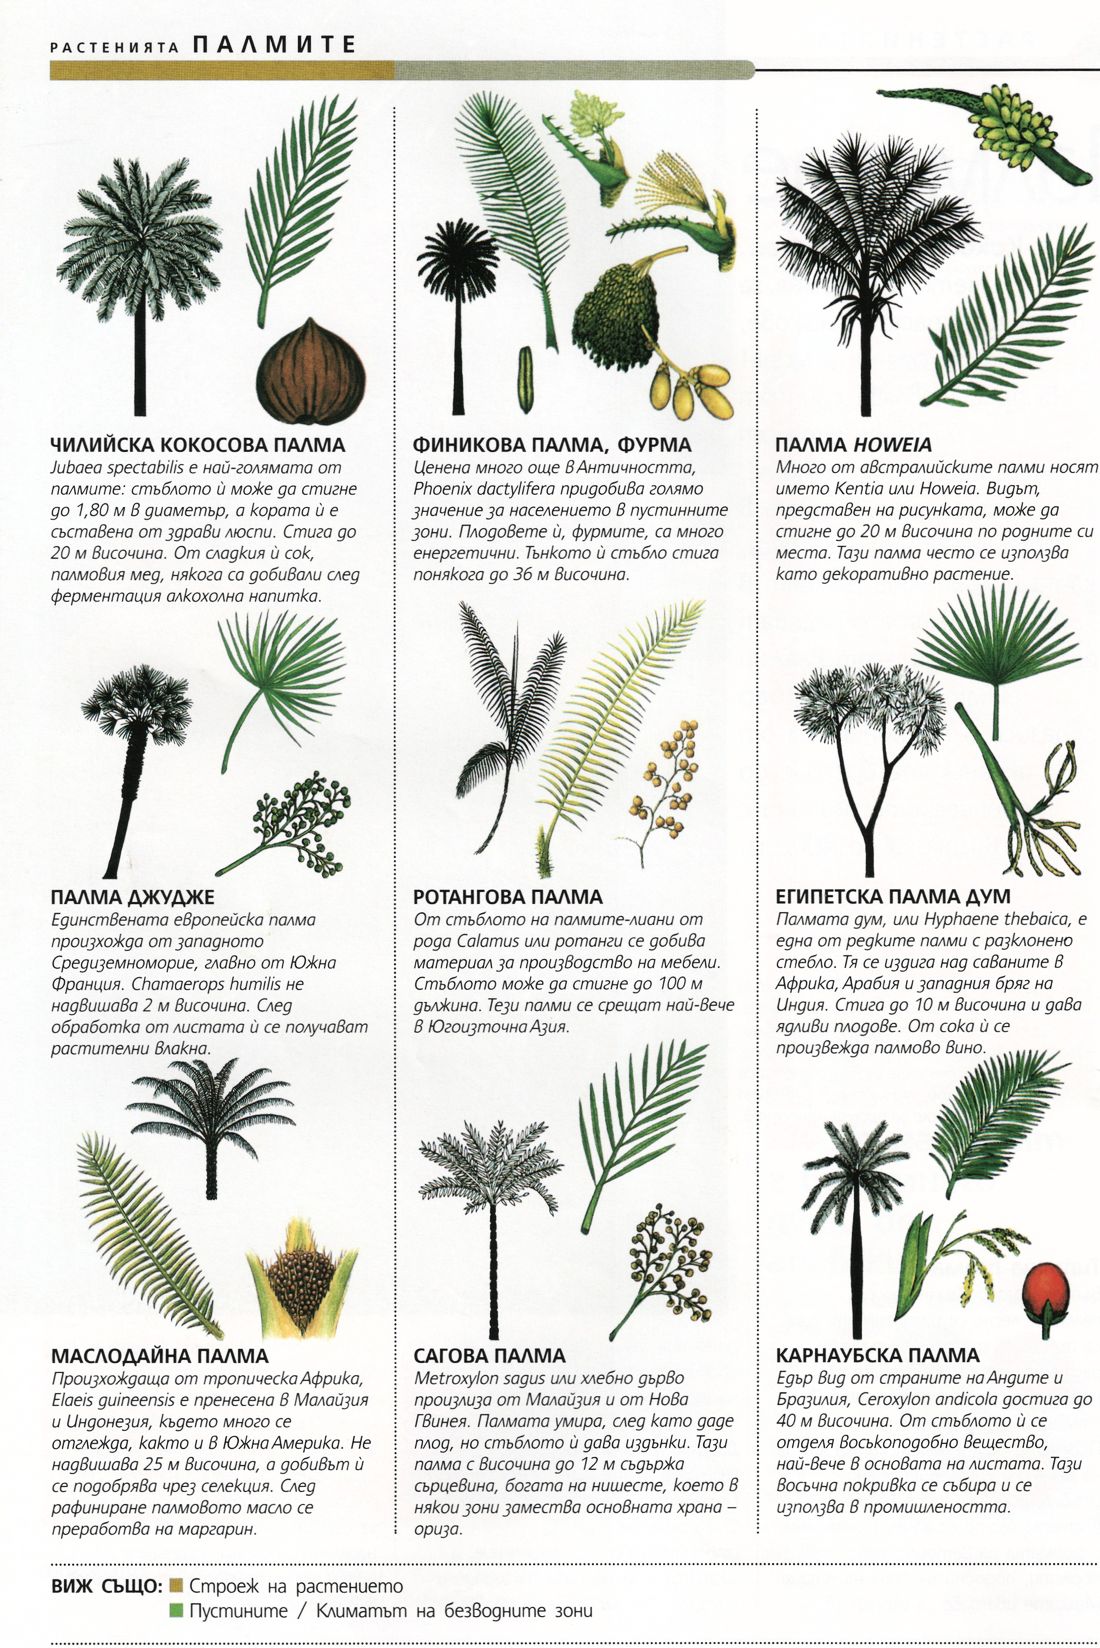 РАСТЕНИЯТА ПАЛМИТЕ
ЧИЛИЙСКА КОКОСОВА ПАЛМА
Jubaea spectabilis е най-голямата от
палмите: стъблото ѝ може да стигне
до 1,80 м в диаметър, а кората ѝ е
съставена от здрави люспи. Стига до
20 м височина. От сладкия ѝ сок,
палмовия мед, някога са добивали след
ферментация алкохолна напитка.
ФИНИКОВА ПАЛМА, ФУРМА
Ценена много още в Античността,
Phoenix dactylifera придобива голямо
значение за населението в пустинните
зони. Плодовете ѝ, фурмите, са много
енергетични. Тънкото ѝ стъбло стига
понякога до 36 м височина.
ПАЛМА HOWEIA
Много от австралийските палми носят
името Kentia или Howeia. Видът,
представен на рисунката, може да
стигне до 20 м височина по родните си
места. Тази палма често се използва
като декоративно растение.
ПАЛМА ДЖУДЖЕ
Единствената европейска палма
произхожда от западното
Средиземноморие, главно от Южна
Франция. Chamaerops humilis не
надвишава 2 м височина. След
обработка от листата ѝ се получават
растителни влакна.
РОТАНГОВА ПАЛМА
От стъблото на палмите-лиани от
рода Calamus или ротанги се добива
материал за производство на мебели.
Стъблото може да стигне до 100 м
дължина. Тези палми се срещат най-вече
в Югоизточна Азия.
ЕГИПЕТСКА ПАЛМА ДУМ
Палмата дум, или Hyphaene thebaica, е
една от редките палми с разклонено
стебло. Тя се издига над саваните в
Африка, Арабия и западния бряг на
Индия. Стига до 10 м височина и дава
ядливи плодове. От сока ѝ се
произвежда палмово вино.
МАСЛОДАЙНА ПАЛМА
Произхождаща от тропическа Африка,
Elaeis guineensis е пренесена в Малайзия
и Индонезия, където много се
отглежда, както и в Южна Америка. Не
надвишава 25 м височина, а добивът ѝ
се подобрява чрез селекция. След
рафиниране палмовото масло се
преработва на маргарин.
САГОВА ПАЛМА
Metroxylon sagus или хлебно дърво
произлиза от Малайзия и от Нова
Гвинея. Палмата умира, след като даде
плод, но стъблото ѝ дава издънки. Тази
палма с височина до 12 м съдържа
сърцевина, богата на нишесте, което в
някои зони замества основната храна –
ориза.
КАРНАУБСКА ПАЛМА
Едър вид от страните на Андите и
Бразилия, Ceroxylon andicola достига до
40 м височина. От стъблото ѝ се
отделя восъкоподобно вещество,
най-вече в основата на листата. Тази
восъчна покривка се събира и се
използва в промишлеността.
ВИЖ СЪЩО: Строеж на растението
Пустините / Климатът на безводните зони